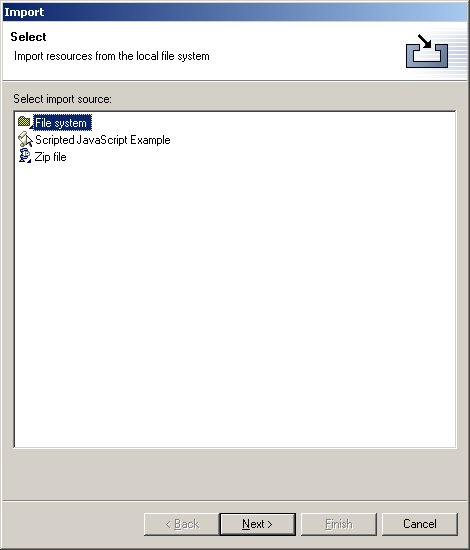 Import
Select
Import resources from the local file system
Select import source:
File system
Scripted JavaScript Example
Zip file
< Back
Next >
Finish
Cancel